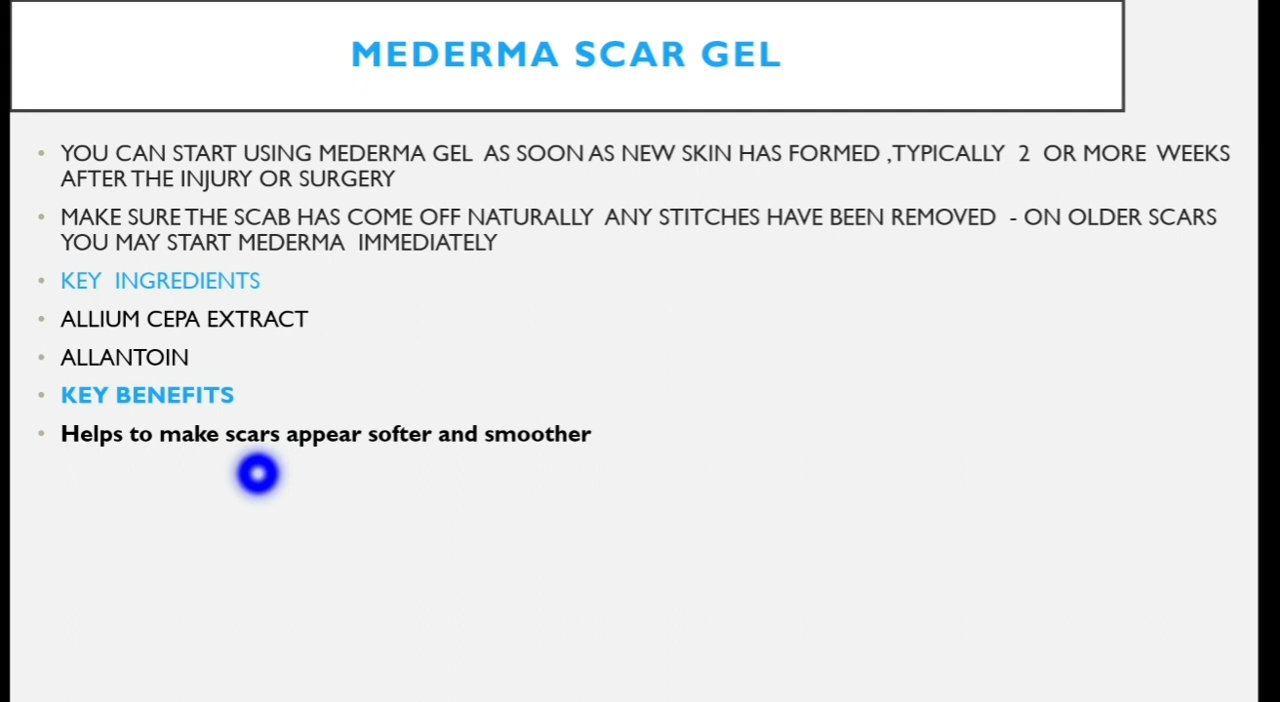 MEDERMA SCAR GEL
YOU CAN START USING MEDERMA GEL AS SOON AS NEW SKIN HAS FORMED ,TYPICALLY 2 OR MORE WEEKS
AFTER THE INJURY OR SURGERY
MAKE SURE THE SCAB HAS COME OFF NATURALLY ANY STITCHES HAVE BEEN REMOVED - ON OLDER SCARS
YOU MAY START MEDERMA IMMEDIATELY
KEY INGREDIENTS
ALLIUM CEPA EXTRACT
ALLANTOIN
KEY BENEFITS
Helps to make scars appear softer and smoother